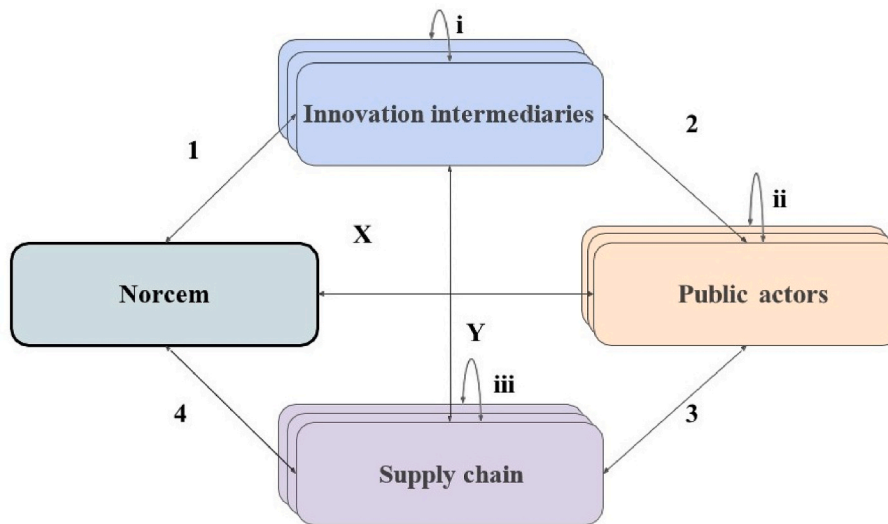 i
Innovation intermediaries
1
2
ii
X
Norcem
Public actors
Y
iii
4
3
Supply chain